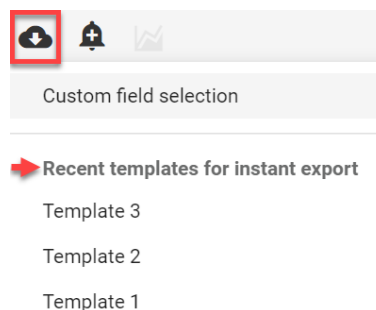 Custom field selection
Recent templates for instant export
Template 3
Template 2
Template 1